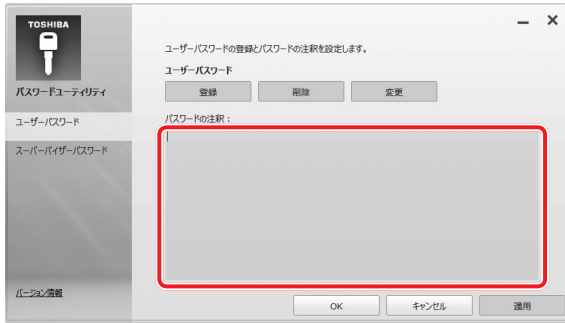 TOSHIBA
パスワードユーティリティ
ユーザーパスワード
スーパーバイザーパスワード
バージョン情報
ユーザーパスワードの登録とパスワードの注釈を設定します。
ユーザーパスワード
登録 削除 変更
パスワードの注釈：
OK キャンセル 適用